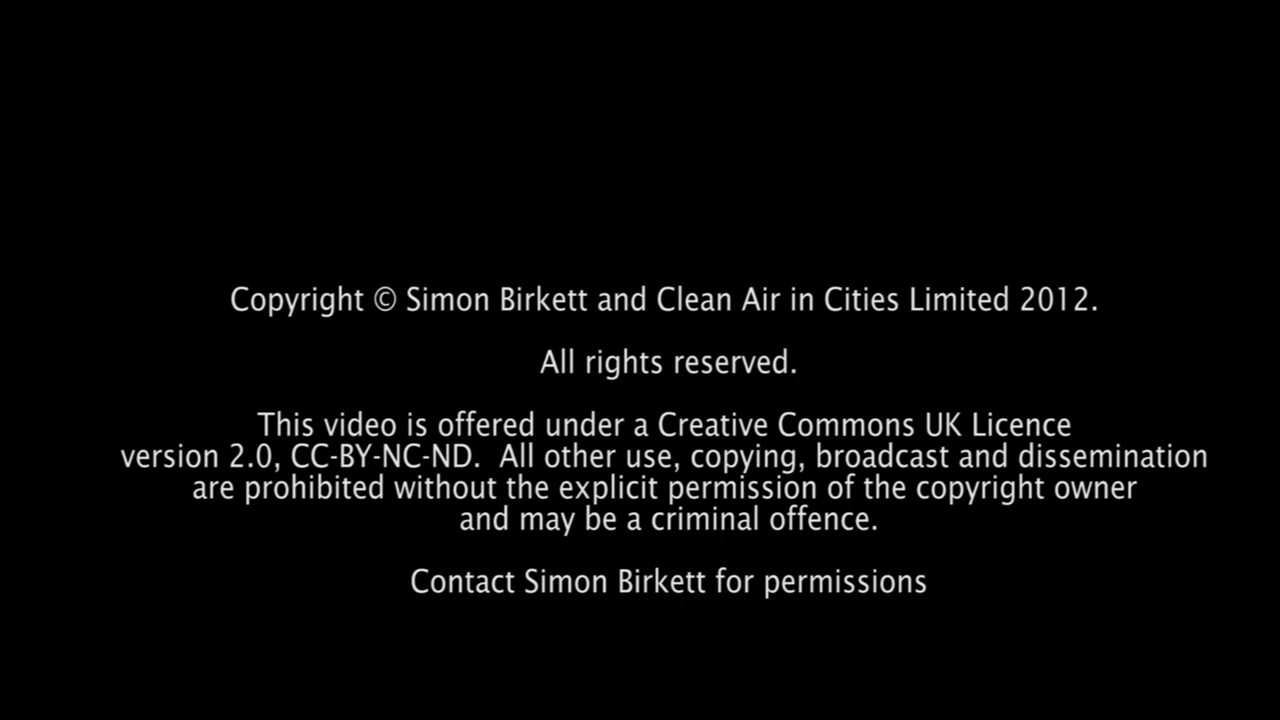 Copyright © Simon Birkett and Clean Air in Cities Limited 2012.
All rights reserved.
This video is offered under a Creative Commons UK Licence
version 2.0, CC-BY-NC-ND.  All other use, copying, broadcast and dissemination
are prohibited without the explicit permission of the copyright owner
and may be a criminal offence.
Contact Simon Birkett for permissions